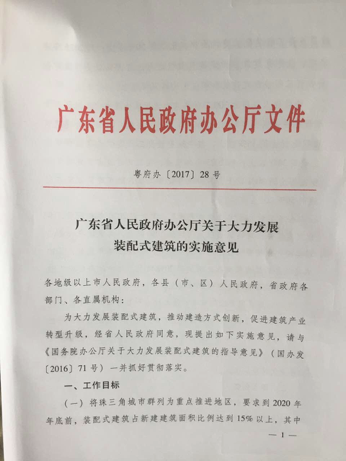 广东省人民政府办公厅文件
粤府办〔2017〕28 号
广东省人民政府办公厅关于大力发展
装配式建筑的实施意见
各地级以上市人民政府，各县（市、区）人民政府，省政府各
部门、各直属机构：
为大力发展装配式建筑，推动建造方式创新，促进建筑产业
转型升级，经省人民政府同意，现提出如下实施意见，请与
《国务院办公厅关于大力发展装配式建筑的指导意见》（国办发
〔2016〕71 号）一并抓好贯彻落实。
一、工作目标
（一）将珠三角城市群列为重点推进地区，要求到 2020 年
年底前，装配式建筑占新建建筑面积比例达到 15%以上，其中
— 1 —